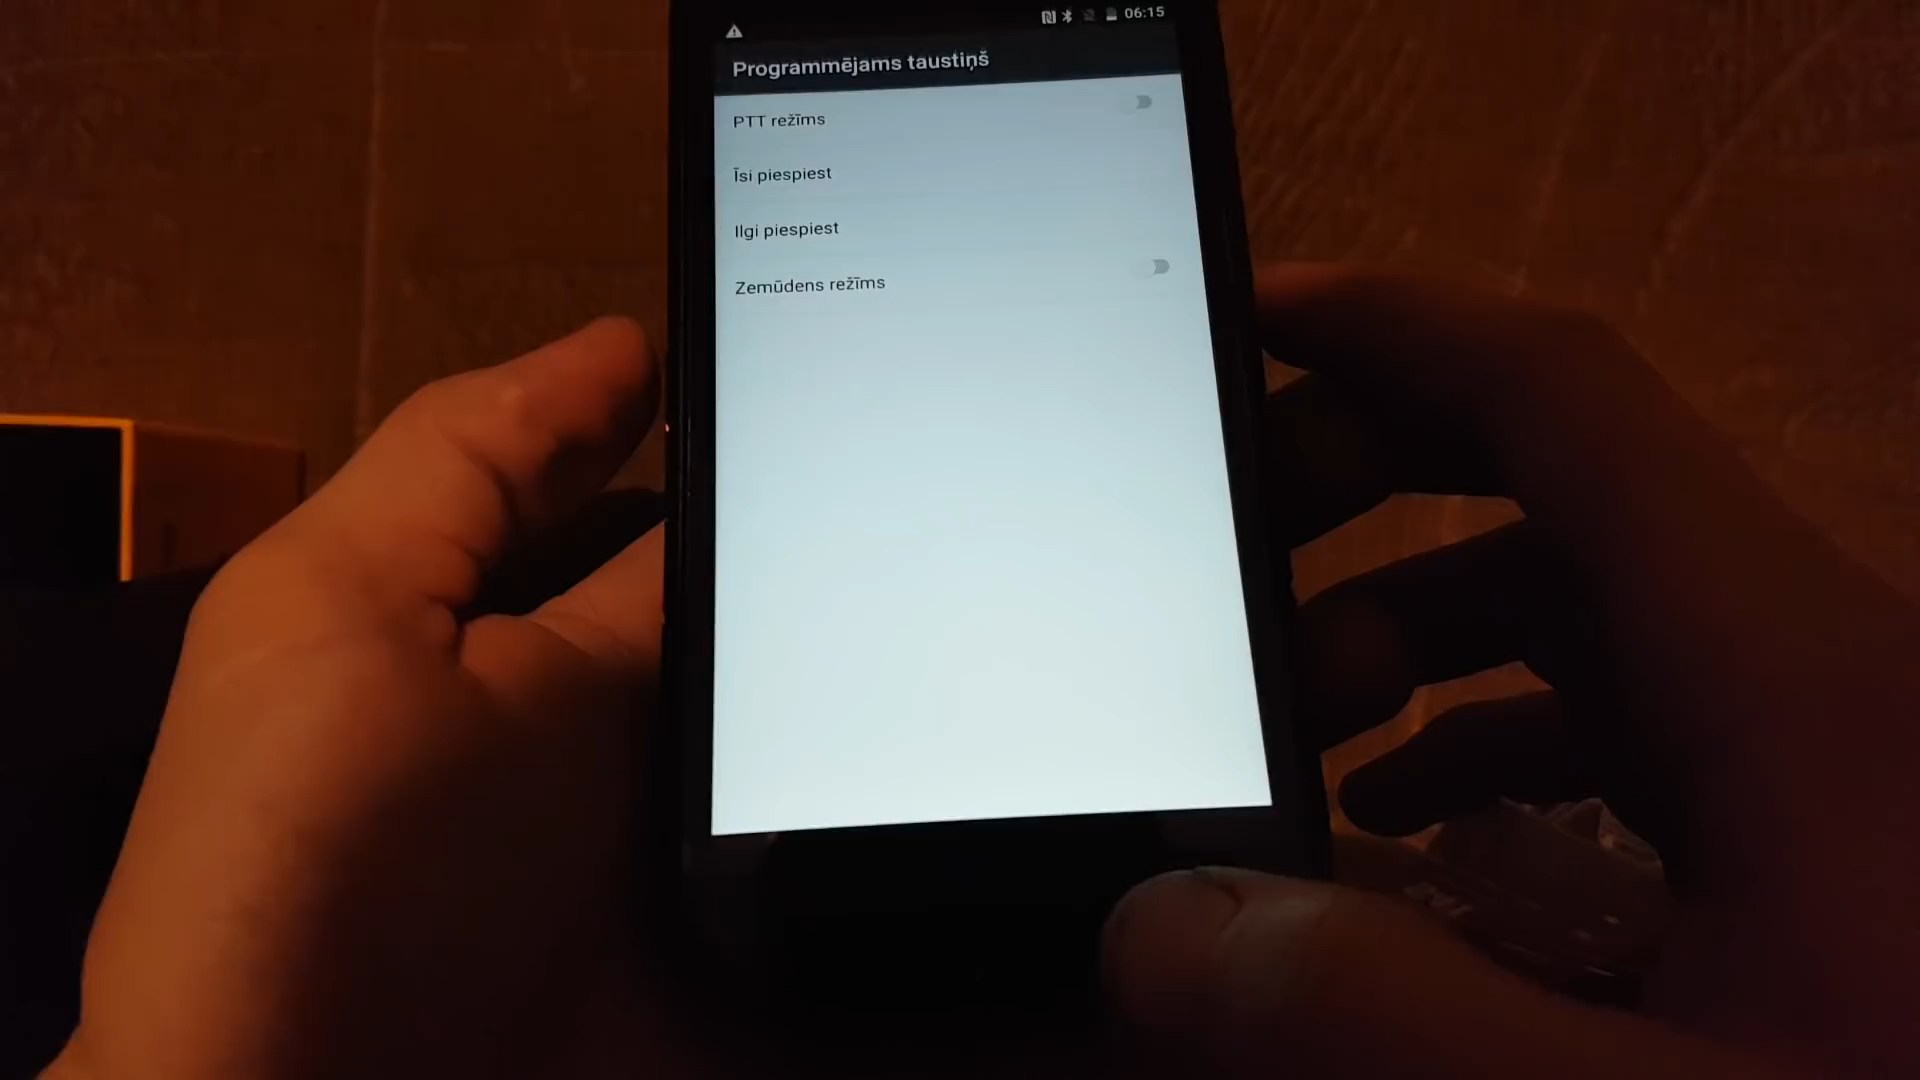 06:15
Programmējams taustiņš
PTT režīms
Īsi piespiest
Ilgi piespiest
Zemūdens režīms